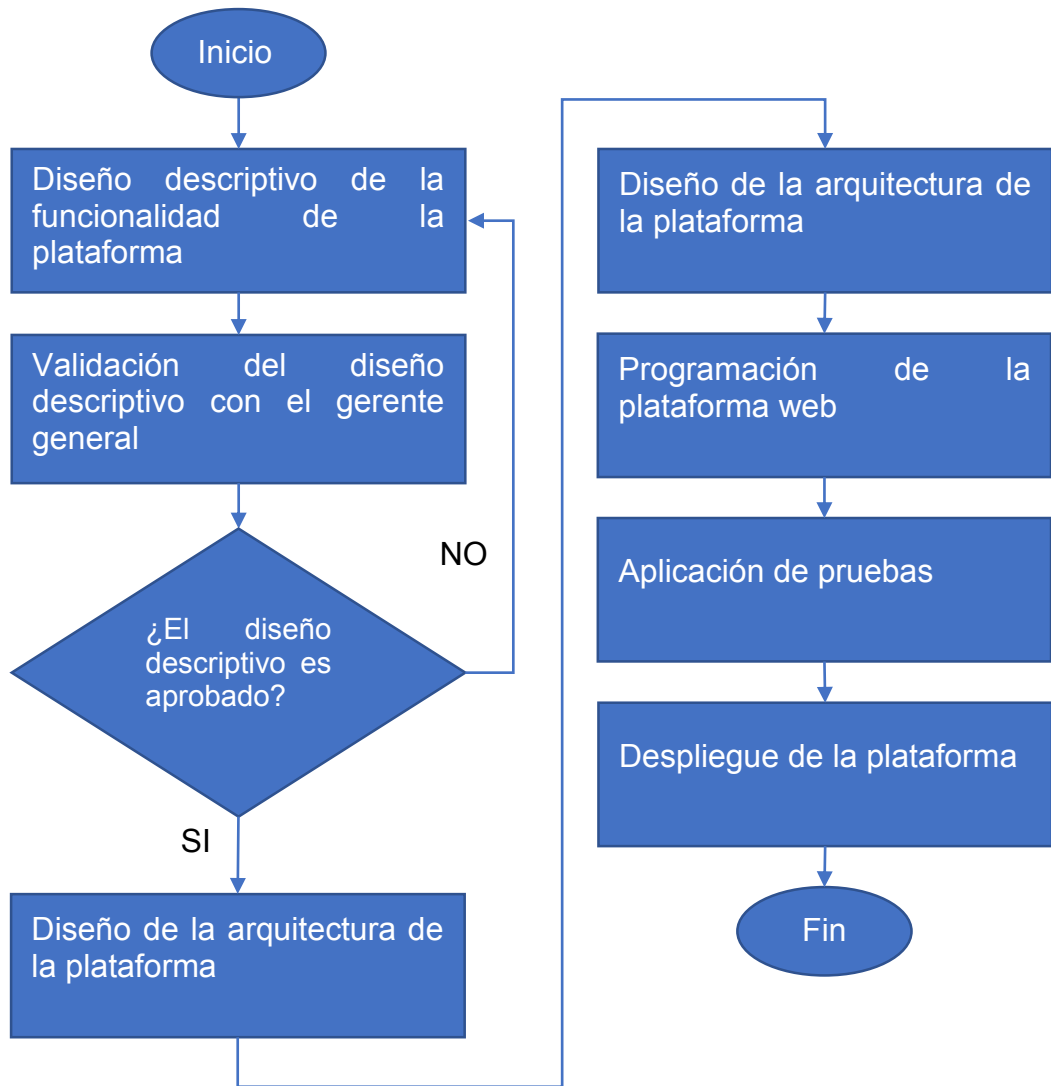 Inicio
Diseño descriptivo de la
funcionalidad de la
plataforma
Validación del diseño
descriptivo con el gerente
general
NO
¿El diseño
descriptivo es
aprobado?
SI
Diseño de la arquitectura de
la plataforma
Diseño de la arquitectura de
la plataforma
Programación de la
plataforma web
Aplicación de pruebas
Despliegue de la plataforma
Fin